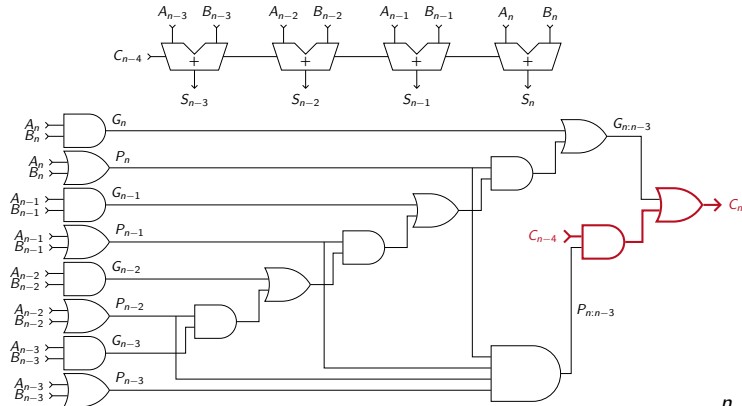 A_{n−3} B_{n−3} A_{n−2} B_{n−2} A_{n−1} B_{n−1} A_n B_n
C_{n−4} + + + +
S_{n−3} S_{n−2} S_{n−1} S_n
A_n G_n G_{n:n−3}
B_n
A_n P_n
B_n
A_{n−1} G_{n−1}
B_{n−1}
C_n
A_{n−1} P_{n−1}
B_{n−1}
C_{n−4}
A_{n−2} G_{n−2}
B_{n−2}
A_{n−2} P_{n−2} P_{n:n−3}
B_{n−2}
A_{n−3} G_{n−3}
B_{n−3}
A_{n−3} P_{n−3}
B_{n−3}
n